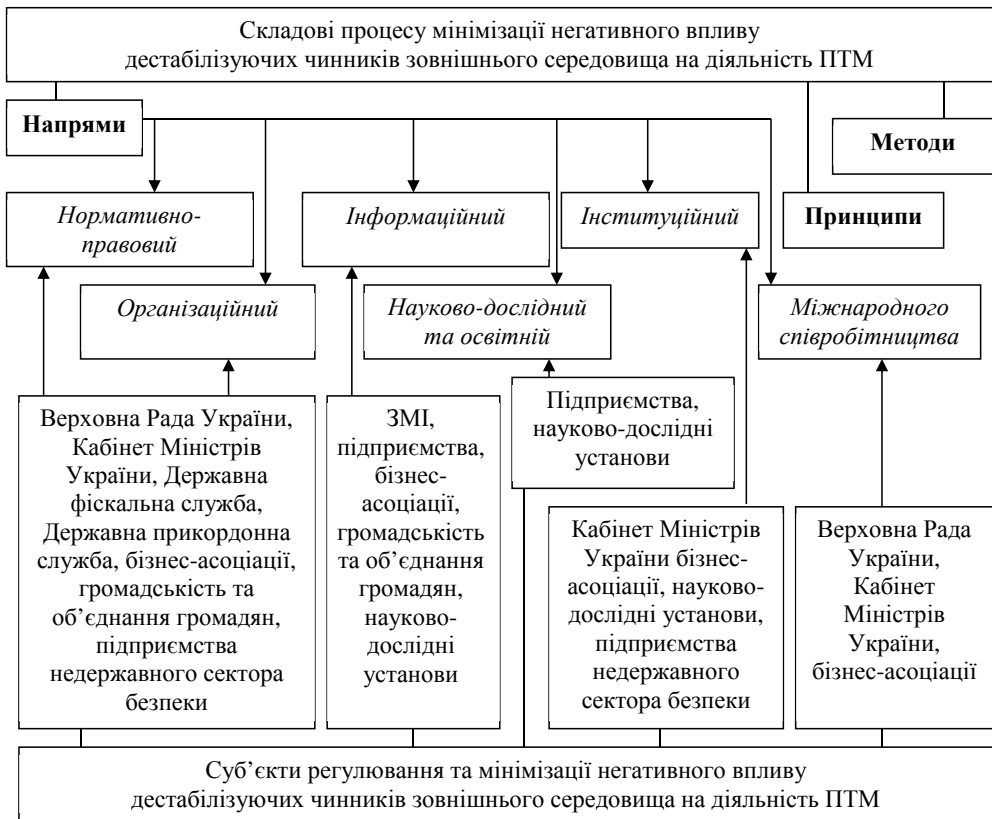 Складові процесу мінімізації негативного впливу
дестабілізуючих чинників зовнішнього середовища на діяльність ПТМ
Напрями
Методи
Принципи
Нормативно-
правовий
Інформаційний
Інституційний
Організаційний
Науково-дослідний
та освітній
Міжнародного
співробітництва
Верховна Рада України,
Кабінет Міністрів
України, Державна
фіскальна служба,
Державна прикордонна
служба, бізнес-асоціації,
громадськість та
об’єднання громадян,
підприємства
недержавного сектора
безпеки
ЗМІ,
підприємства,
бізнес-
асоціації,
громадськість
та об’єднання
громадян,
науково-
дослідні
установи
Підприємства,
науково-дослідні
установи
Кабінет Міністрів
України бізнес-
асоціації, науково-
дослідні установи,
підприємства
недержавного
сектора безпеки
Верховна Рада
України,
Кабінет
Міністрів
України,
бізнес-асоціації
Суб’єкти регулювання та мінімізації негативного впливу
дестабілізуючих чинників зовнішнього середовища на діяльність ПТМ